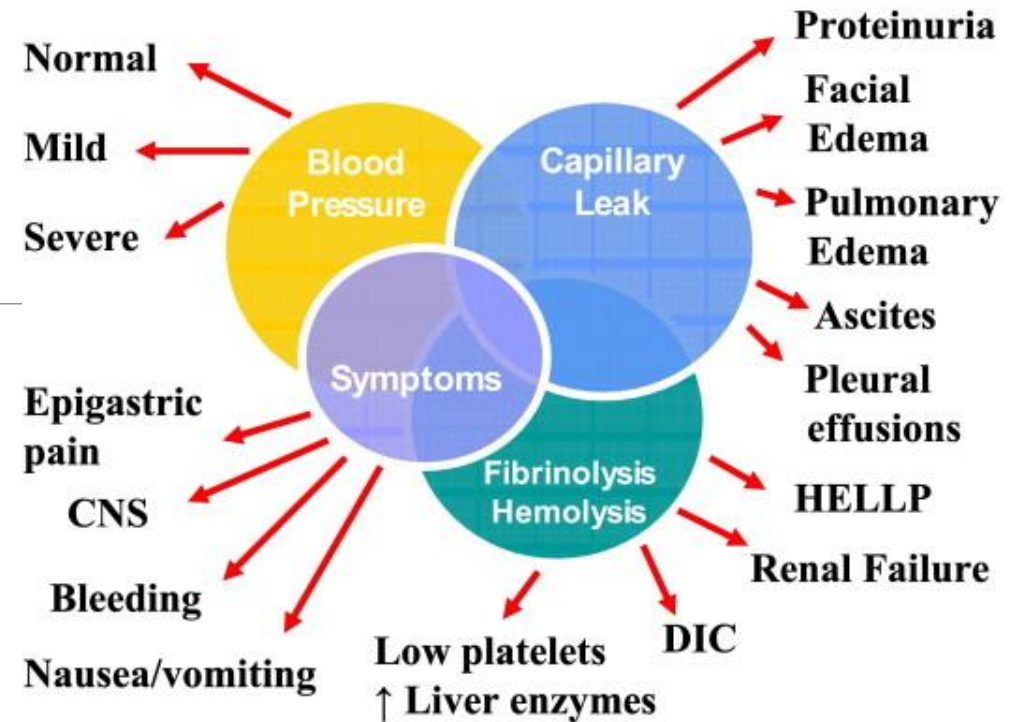 Normal
Mild
Severe
Blood
Pressure
Capillary
Leak
Proteinuria
Facial
Edema
Pulmonary
Edema
Ascites
Pleural
effusions
Symptoms
Epigastric
pain
CNS
Bleeding
Nausea/vomiting
Fibrinolysis
Hemolysis
HELLP
Renal Failure
DIC
Low platelets
↑ Liver enzymes